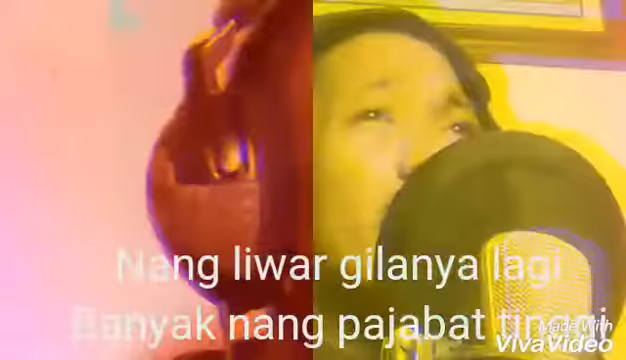 Nang liwar gilanya lagi
Banyak nang pajabat tinggi
Made With
VivaVideo